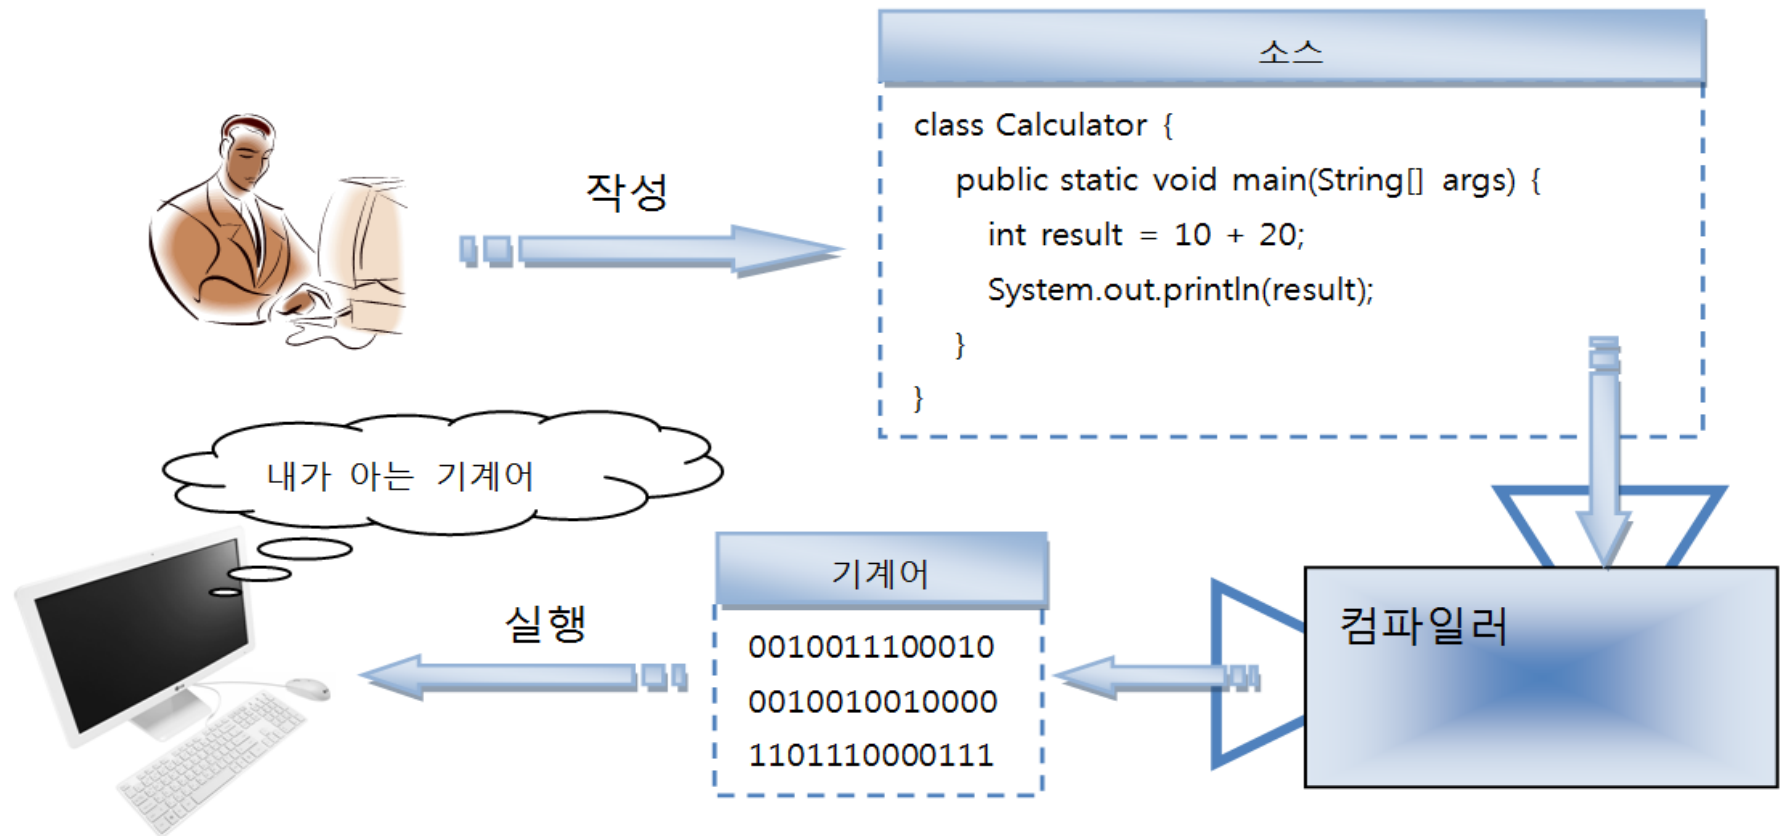 작성
소스
class Calculator {
public static void main(String[] args) {
int result = 10 + 20;
System.out.println(result);
}
}
컴파일러
기계어
0010011100010
0010010010000
1101110000111
실행
내가 아는 기계어